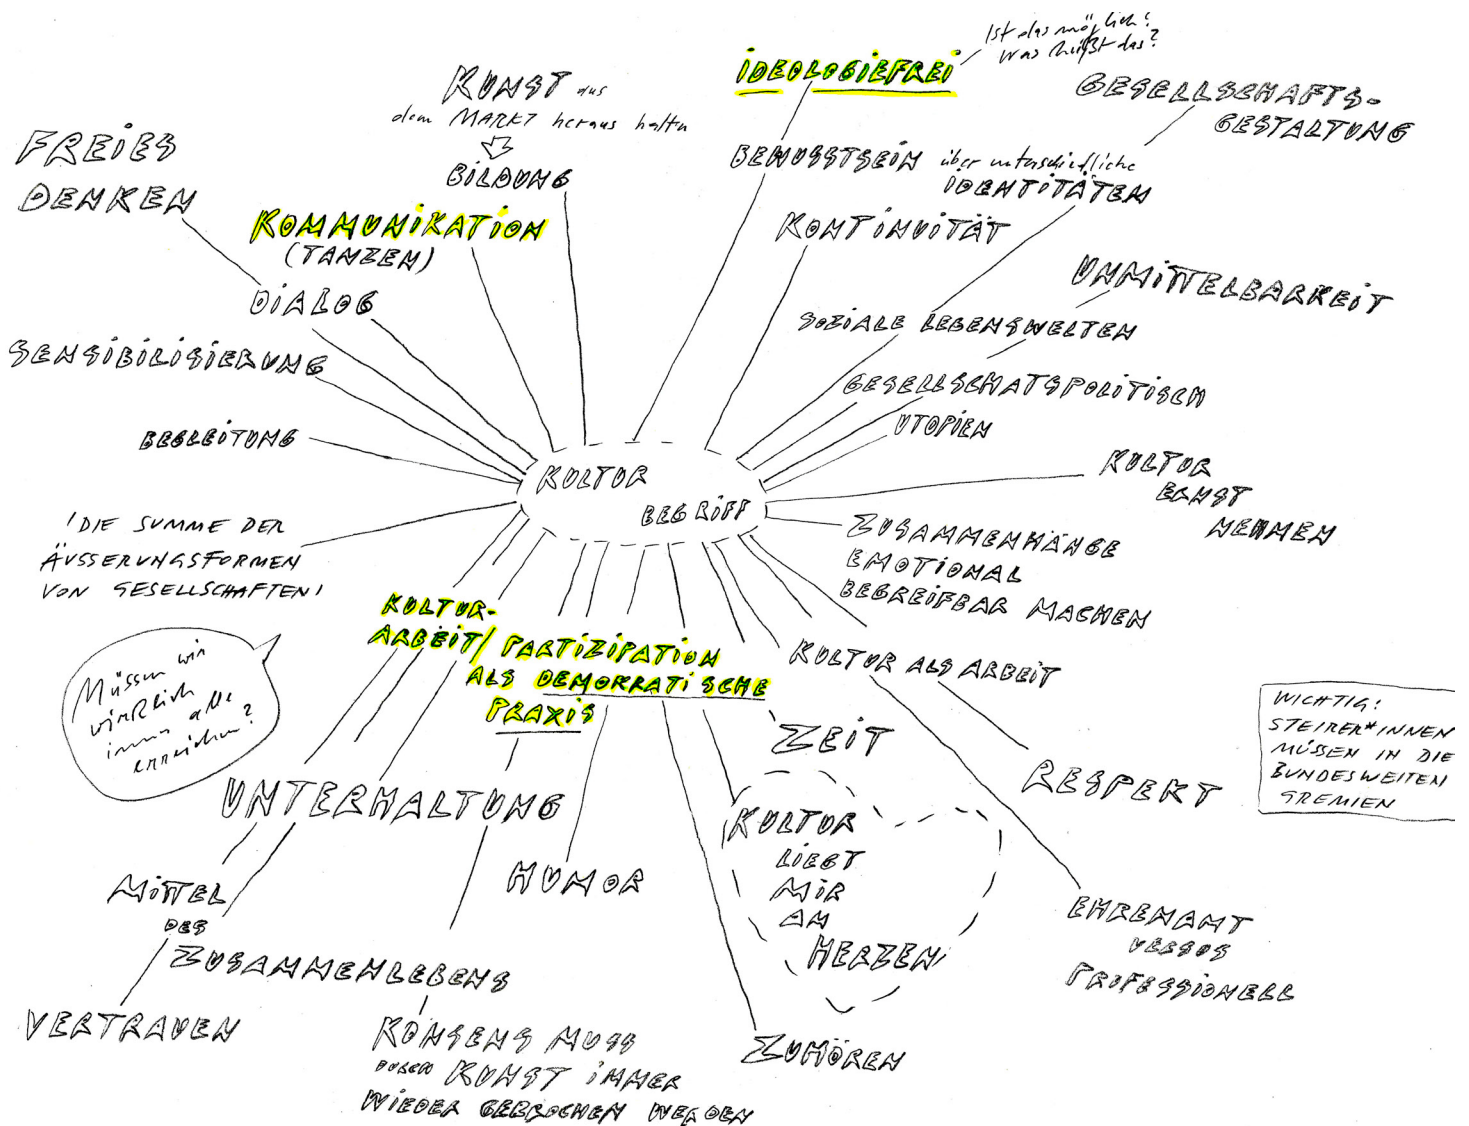 Ist das möglich?
Was heißt das?
IDEOLOGIEFREI
KUNST aus
dem MARKT heraus halten
BILDUNG
GESELLSCHAFTS-
GESTALTUNG
FREIES
DENKEN
BEWUSSTSEIN über unterschiedliche
IDENTITÄTEN
KOMMUNIKATION
(TANZEN)
KONTINUITÄT
UNMITTELBARKEIT
DIALOG
SOZIALE LEBENSWELTEN
SENSIBILISIERUNG
GESELLSCHATSPOLITISCH
UTOPIEN
BEGLEITUNG
KULTUR
BEGRIFF
KULTUR
ERNST
NEHMEN
'DIE SUMME DER
ÄUSSERUNGSFORMEN
VON GESELLSCHAFTEN'
ZUSAMMENHÄNGE
EMOTIONAL
BEGREIFBAR MACHEN
KULTUR-
ARBEIT/PARTIZIPATION
ALS DEMOKRATISCHE
PRAXIS
KULTUR ALS ARBEIT
Müssen wir
wirklich
immer alle
erreichen?
ZEIT
RESPEKT
WICHTIG:
STEIRER*INNEN
MÜSSEN IN DIE
BUNDESWEITEN
GREMIEN
UNTERHALTUNG
KULTUR
LIEGT
MIR
AM
HERZEN
HUMOR
MITTEL
DES
ZUSAMMENLEBENS
EHRENAMT
VERSUS
PROFESSIONELL
VERTRAUEN
KONSENS MUSS
DURCH KUNST IMMER
WIEDER GEBROCHEN WERDEN
ZUHÖREN